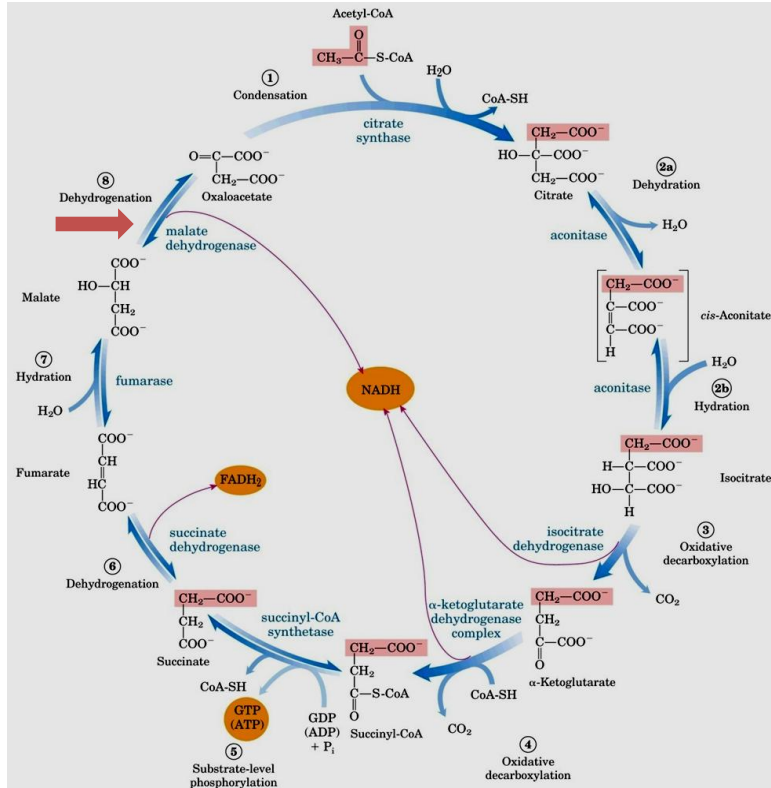 Acetyl-CoA
O
CH₃—C—S-CoA
H₂O
CoA-SH
① Condensation
citrate
synthase
CH₂—COO⁻
HO—C—COO⁻
CH₂—COO⁻
Citrate
2a
Dehydration
H₂O
aconitase
CH₂—COO⁻
C—COO⁻
C—COO⁻
H
cis-Aconitate
aconitase
H₂O
2b
Hydration
CH₂—COO⁻
H—C—COO⁻
HO—C—COO⁻
H
Isocitrate
③
Oxidative
decarboxylation
isocitrate
dehydrogenase
CO₂
CH₂—COO⁻
CH₂
C—COO⁻
O
α-Ketoglutarate
α-ketoglutarate
dehydrogenase
complex
CoA-SH
CO₂
④
Oxidative
decarboxylation
CH₂—COO⁻
CH₂
C—S-CoA
O
Succinyl-CoA
succinyl-CoA
synthetase
CoA-SH
GTP
(ATP)
GDP
(ADP)
+ Pᵢ
⑤
Substrate-level
phosphorylation
CH₂—COO⁻
CH₂
COO⁻
Succinate
⑥
Dehydrogenation
succinate
dehydrogenase
FADH₂
COO⁻
CH
HC
COO⁻
Fumarate
⑦
Hydration
H₂O
fumarase
COO⁻
HO—CH
CH₂
COO⁻
Malate
⑧
Dehydrogenation
malate
dehydrogenase
O=C—COO⁻
CH₂—COO⁻
Oxaloacetate
NADH